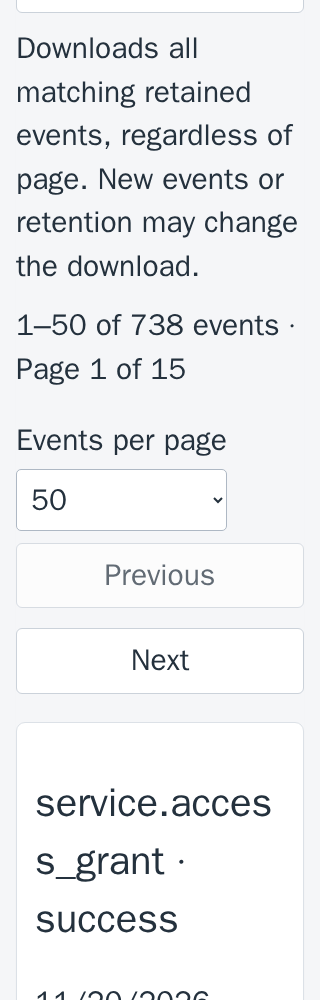 Downloads all
matching retained
events, regardless of
page. New events or
retention may change
the download.
1–50 of 738 events ·
Page 1 of 15
Events per page
50
Previous
Next
service.acces
s_grant ·
success